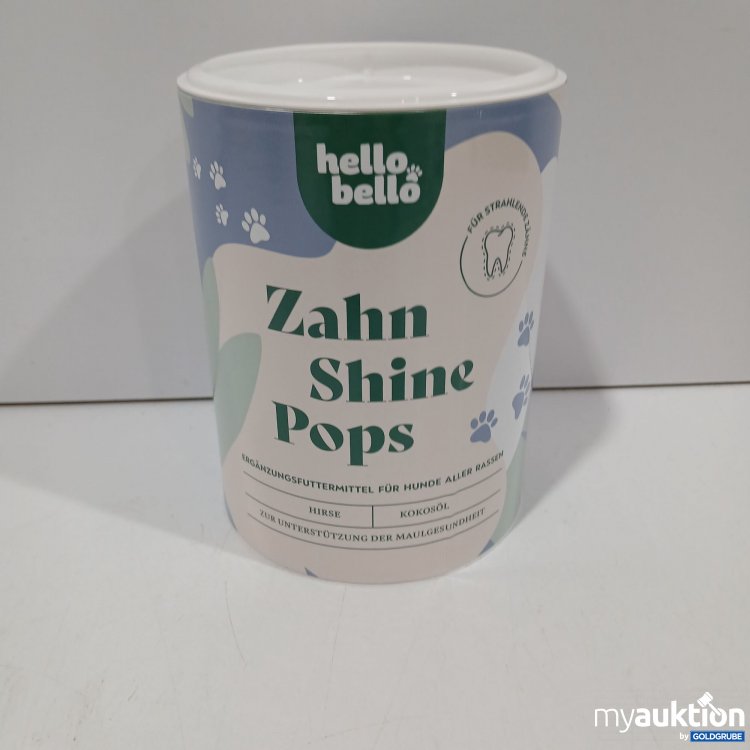 hello
bello
FÜR STRAHLENDE ZÄHNE
Zahn
Shine
Pops
ERGÄNZUNGSFUTTERMITTEL FÜR HUNDE ALLER RASSEN
HIRSE KOKOSÖL
ZUR UNTERSTÜTZUNG DER MAULGESUNDHEIT
myauktion
by GOLDGRUBE